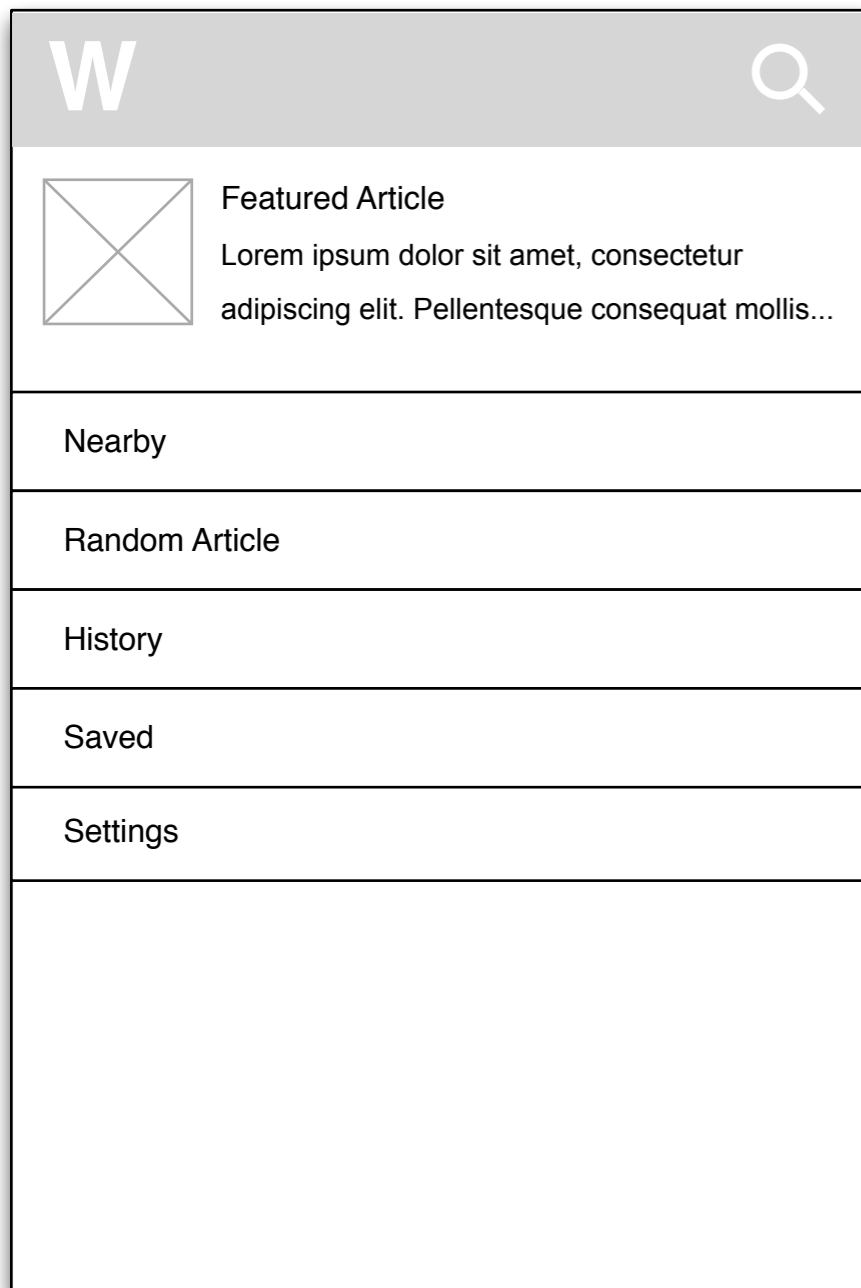 W
Featured Article
Lorem ipsum dolor sit amet, consectetur
adipiscing elit. Pellentesque consequat mollis...
Nearby
Random Article
History
Saved
Settings